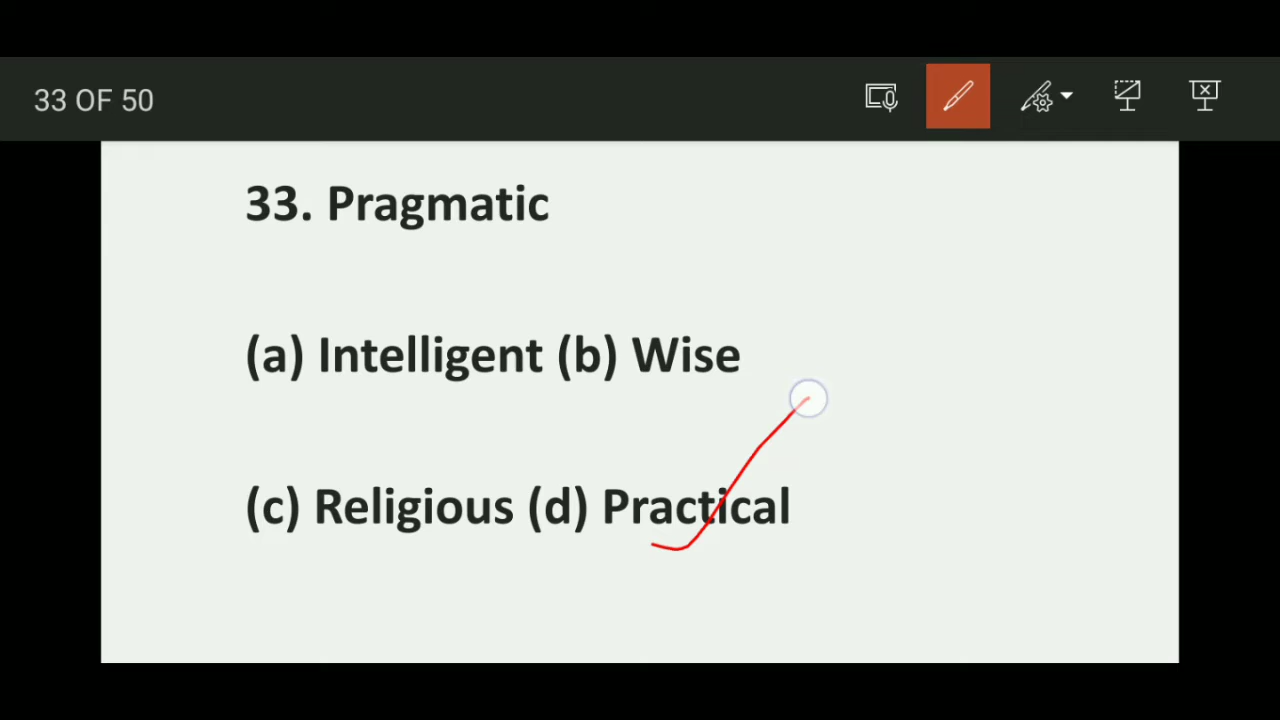 33 OF 50
33. Pragmatic
(a) Intelligent (b) Wise
(c) Religious (d) Practical